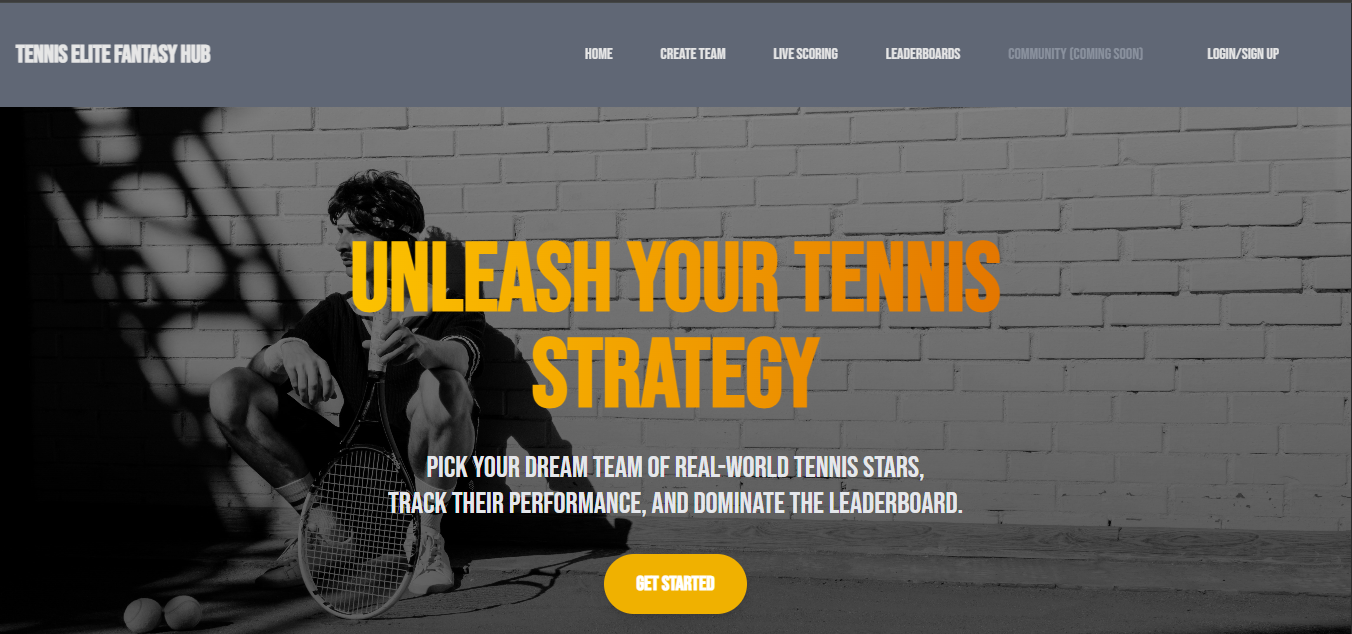 TENNIS ELITE FANTASY HUB
HOME
CREATE TEAM
LIVE SCORING
LEADERBOARDS
COMMUNITY (COMING SOON)
LOGIN/SIGN UP
UNLEASH YOUR TENNIS
STRATEGY
PICK YOUR DREAM TEAM OF REAL-WORLD TENNIS STARS,
TRACK THEIR PERFORMANCE, AND DOMINATE THE LEADERBOARD.
GET STARTED